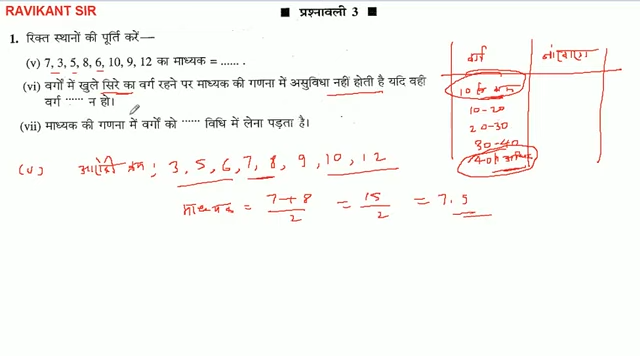 RAVIKANT SIR
■ प्रश्नावली 3 ■
1. रिक्त स्थानों की पूर्ति करें—
(v) 7, 3, 5, 8, 6, 10, 9, 12 का माध्यक = ......
(vi) वर्गों में खुले सिरे का वर्ग रहने पर माध्यक की गणना में असुविधा नहीं होती है यदि वही
वर्ग ...... न हो।
(vii) माध्यक की गणना में वर्गों को ...... विधि में लेना पड़ता है।
वर्ग
10 से कम
10-20
20-30
30-40
40 से अधिक
(v) आरोही क्रम; 3, 5, 6, 7, 8, 9, 10, 12
माध्यक = 7+8/2 = 15/2 = 7.5